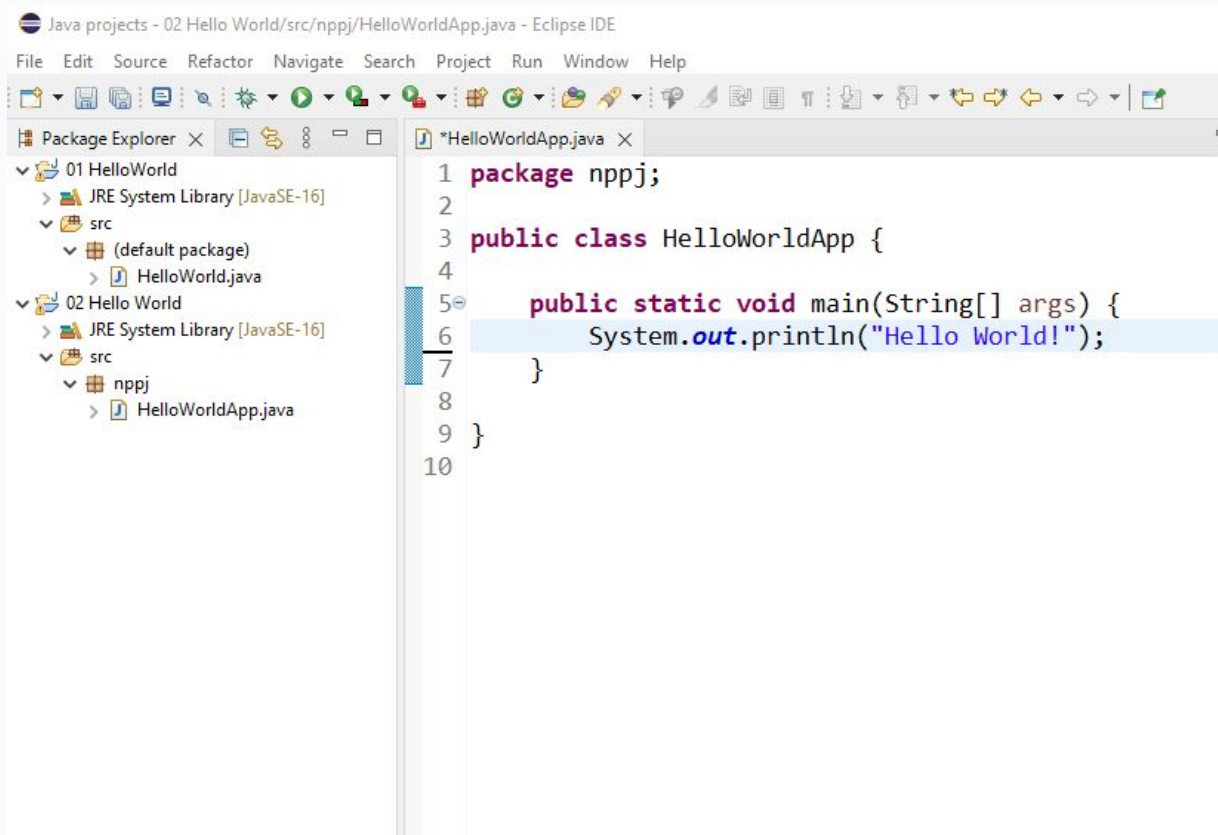 Java projects - 02 Hello World/src/nppj/HelloWorldApp.java - Eclipse IDE
File Edit Source Refactor Navigate Search Project Run Window Help
Package Explorer
01 HelloWorld
JRE System Library [JavaSE-16]
src
(default package)
HelloWorld.java
02 Hello World
JRE System Library [JavaSE-16]
src
nppj
HelloWorldApp.java
*HelloWorldApp.java
1 package nppj;
2
3 public class HelloWorldApp {
4
5 public static void main(String[] args) {
6 System.out.println("Hello World!");
7 }
8
9 }
10